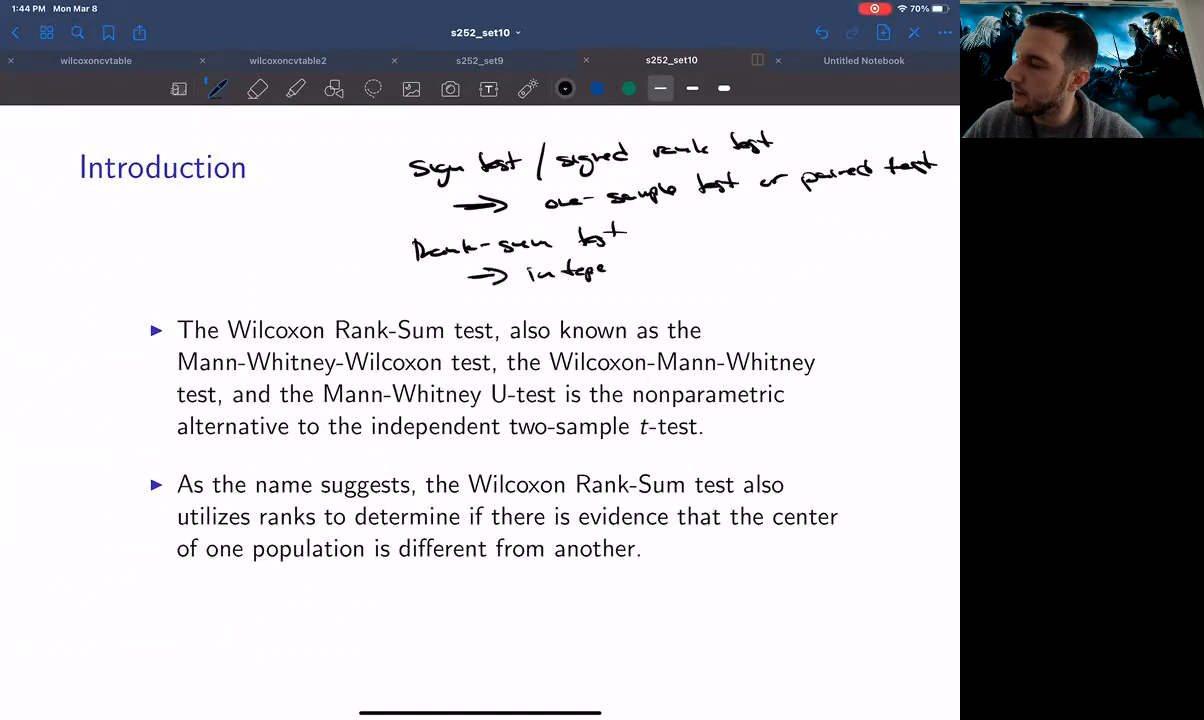 1:44 PM Mon Mar 8
70%
s252_set10
wilcoxoncvtable
wilcoxoncvtable2
s252_set9
s252_set10
Untitled Notebook
Introduction
Sign test / signed rank test
→ one-sample test or paired test
Rank-sum test
→ indepe
▶ The Wilcoxon Rank-Sum test, also known as the
Mann-Whitney-Wilcoxon test, the Wilcoxon-Mann-Whitney
test, and the Mann-Whitney U-test is the nonparametric
alternative to the independent two-sample t-test.
▶ As the name suggests, the Wilcoxon Rank-Sum test also
utilizes ranks to determine if there is evidence that the center
of one population is different from another.